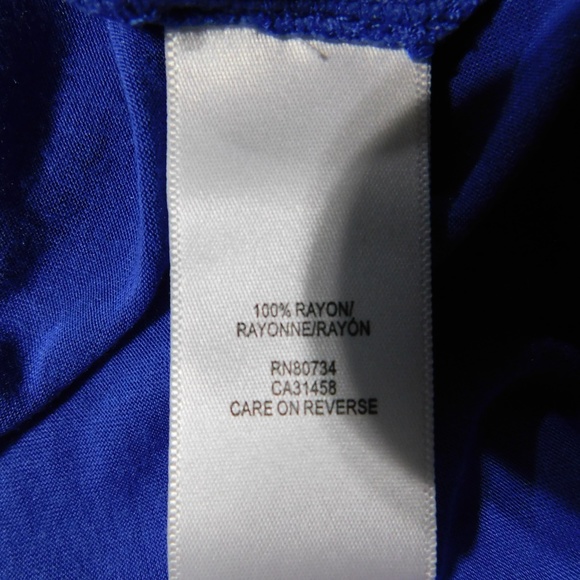 100% RAYON/
RAYONNE/RAYÓN
RN80734
CA31458
CARE ON REVERSE